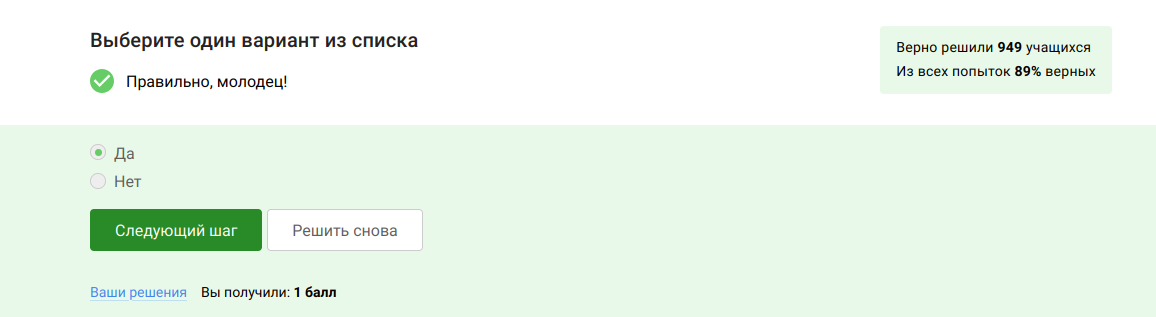 Выберите один вариант из списка
Правильно, молодец!
Верно решили 949 учащихся
Из всех попыток 89% верных
Да
Нет
Следующий шаг
Решить снова
Ваши решения
Вы получили: 1 балл